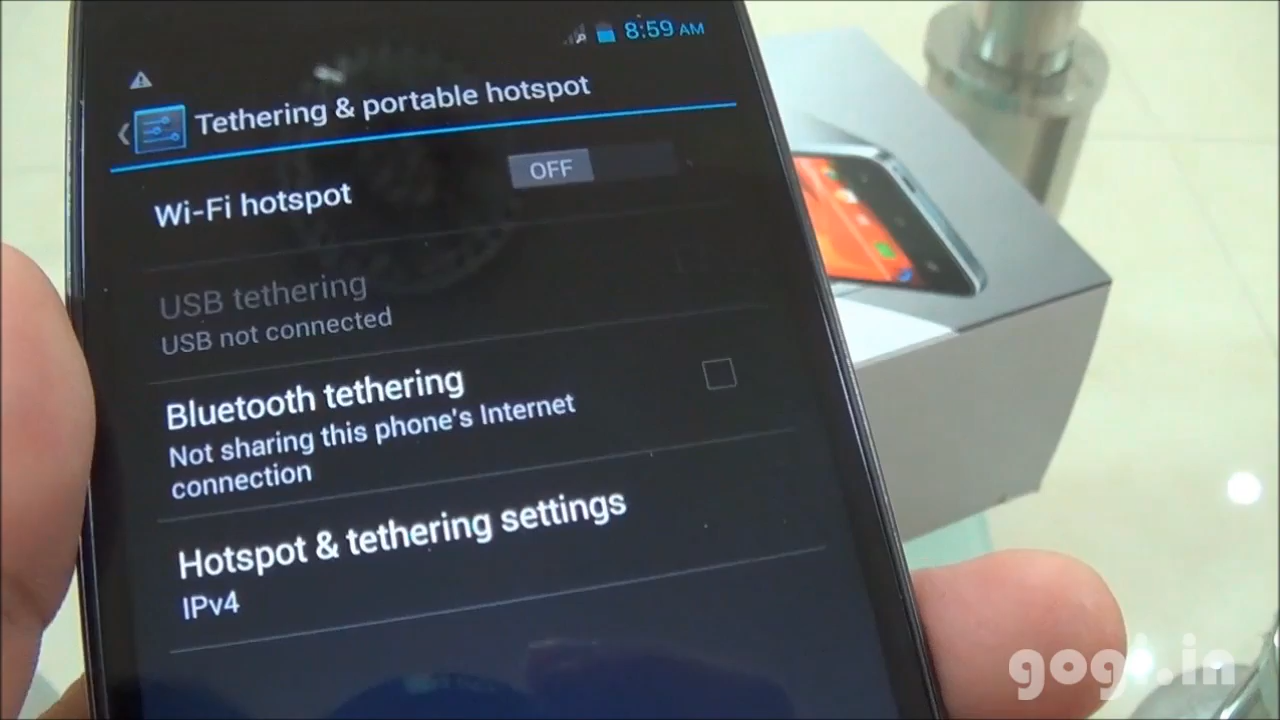 8:59 AM
Tethering & portable hotspot
Wi-Fi hotspot
OFF
USB tethering
USB not connected
Bluetooth tethering
Not sharing this phone's Internet
connection
Hotspot & tethering settings
IPv4
gogi.in